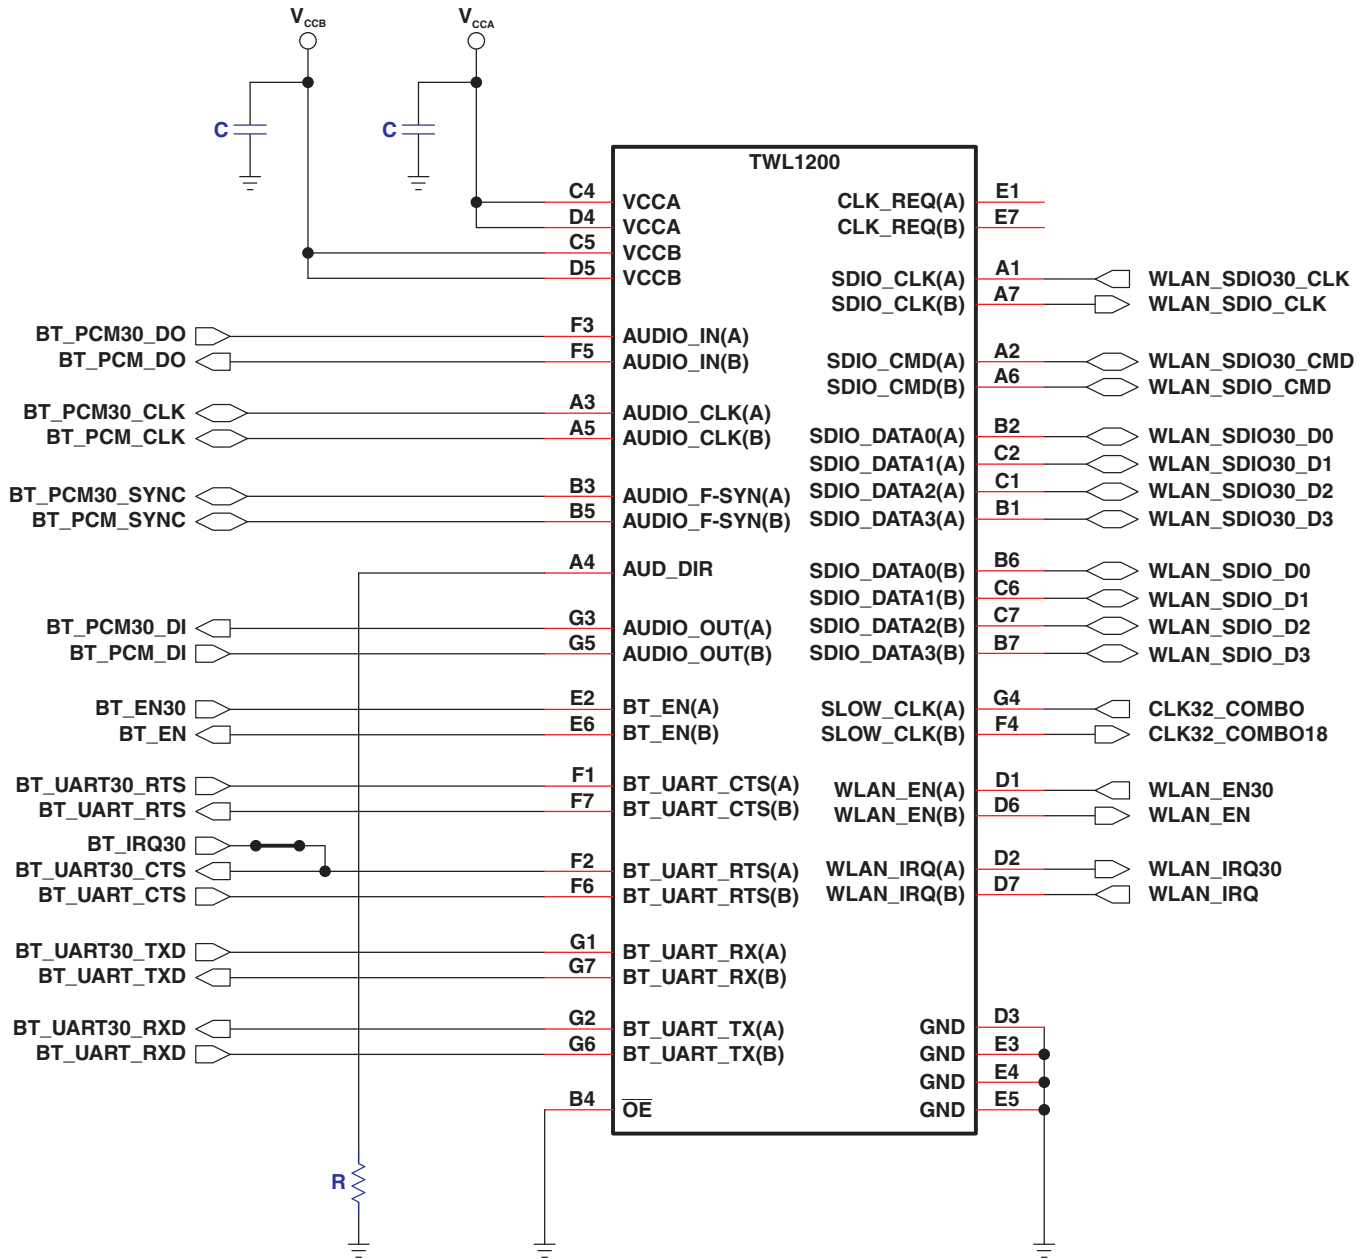 V_CCB
V_CCA
C
C
TWL1200
C4 VCCA
D4 VCCA
C5 VCCB
D5 VCCB
BT_PCM30_DO F3 AUDIO_IN(A)
BT_PCM_DO F5 AUDIO_IN(B)
BT_PCM30_CLK A3 AUDIO_CLK(A)
BT_PCM_CLK A5 AUDIO_CLK(B)
BT_PCM30_SYNC B3 AUDIO_F-SYN(A)
BT_PCM_SYNC B5 AUDIO_F-SYN(B)
A4 AUD_DIR
BT_PCM30_DI G3 AUDIO_OUT(A)
BT_PCM_DI G5 AUDIO_OUT(B)
BT_EN30 E2 BT_EN(A)
BT_EN E6 BT_EN(B)
BT_UART30_RTS F1 BT_UART_CTS(A)
BT_UART_RTS F7 BT_UART_CTS(B)
BT_IRQ30
BT_UART30_CTS F2 BT_UART_RTS(A)
BT_UART_CTS F6 BT_UART_RTS(B)
BT_UART30_TXD G1 BT_UART_RX(A)
BT_UART_TXD G7 BT_UART_RX(B)
BT_UART30_RXD G2 BT_UART_TX(A)
BT_UART_RXD G6 BT_UART_TX(B)
B4 OE
R
CLK_REQ(A) E1
CLK_REQ(B) E7
SDIO_CLK(A) A1 WLAN_SDIO30_CLK
SDIO_CLK(B) A7 WLAN_SDIO_CLK
SDIO_CMD(A) A2 WLAN_SDIO30_CMD
SDIO_CMD(B) A6 WLAN_SDIO_CMD
SDIO_DATA0(A) B2 WLAN_SDIO30_D0
SDIO_DATA1(A) C2 WLAN_SDIO30_D1
SDIO_DATA2(A) C1 WLAN_SDIO30_D2
SDIO_DATA3(A) B1 WLAN_SDIO30_D3
SDIO_DATA0(B) B6 WLAN_SDIO_D0
SDIO_DATA1(B) C6 WLAN_SDIO_D1
SDIO_DATA2(B) C7 WLAN_SDIO_D2
SDIO_DATA3(B) B7 WLAN_SDIO_D3
SLOW_CLK(A) G4 CLK32_COMBO
SLOW_CLK(B) F4 CLK32_COMBO18
WLAN_EN(A) D1 WLAN_EN30
WLAN_EN(B) D6 WLAN_EN
WLAN_IRQ(A) D2 WLAN_IRQ30
WLAN_IRQ(B) D7 WLAN_IRQ
GND D3
GND E3
GND E4
GND E5